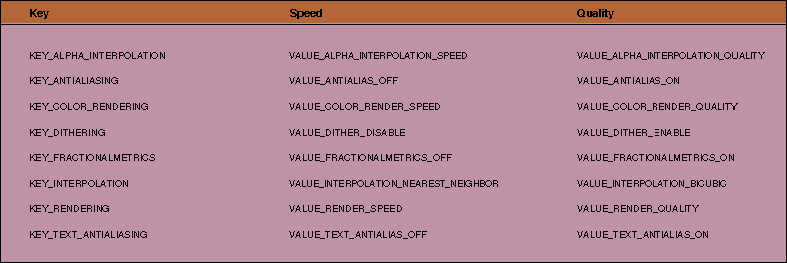 Key Speed Quality
KEY_ALPHA_INTERPOLATION VALUE_ALPHA_INTERPOLATION_SPEED VALUE_ALPHA_INTERPOLATION_QUALITY
KEY_ANTIALIASING VALUE_ANTIALIAS_OFF VALUE_ANTIALIAS_ON
KEY_COLOR_RENDERING VALUE_COLOR_RENDER_SPEED VALUE_COLOR_RENDER_QUALITY
KEY_DITHERING VALUE_DITHER_DISABLE VALUE_DITHER_ENABLE
KEY_FRACTIONALMETRICS VALUE_FRACTIONALMETRICS_OFF VALUE_FRACTIONALMETRICS_ON
KEY_INTERPOLATION VALUE_INTERPOLATION_NEAREST_NEIGHBOR VALUE_INTERPOLATION_BICUBIC
KEY_RENDERING VALUE_RENDER_SPEED VALUE_RENDER_QUALITY
KEY_TEXT_ANTIALIASING VALUE_TEXT_ANTIALIAS_OFF VALUE_TEXT_ANTIALIAS_ON